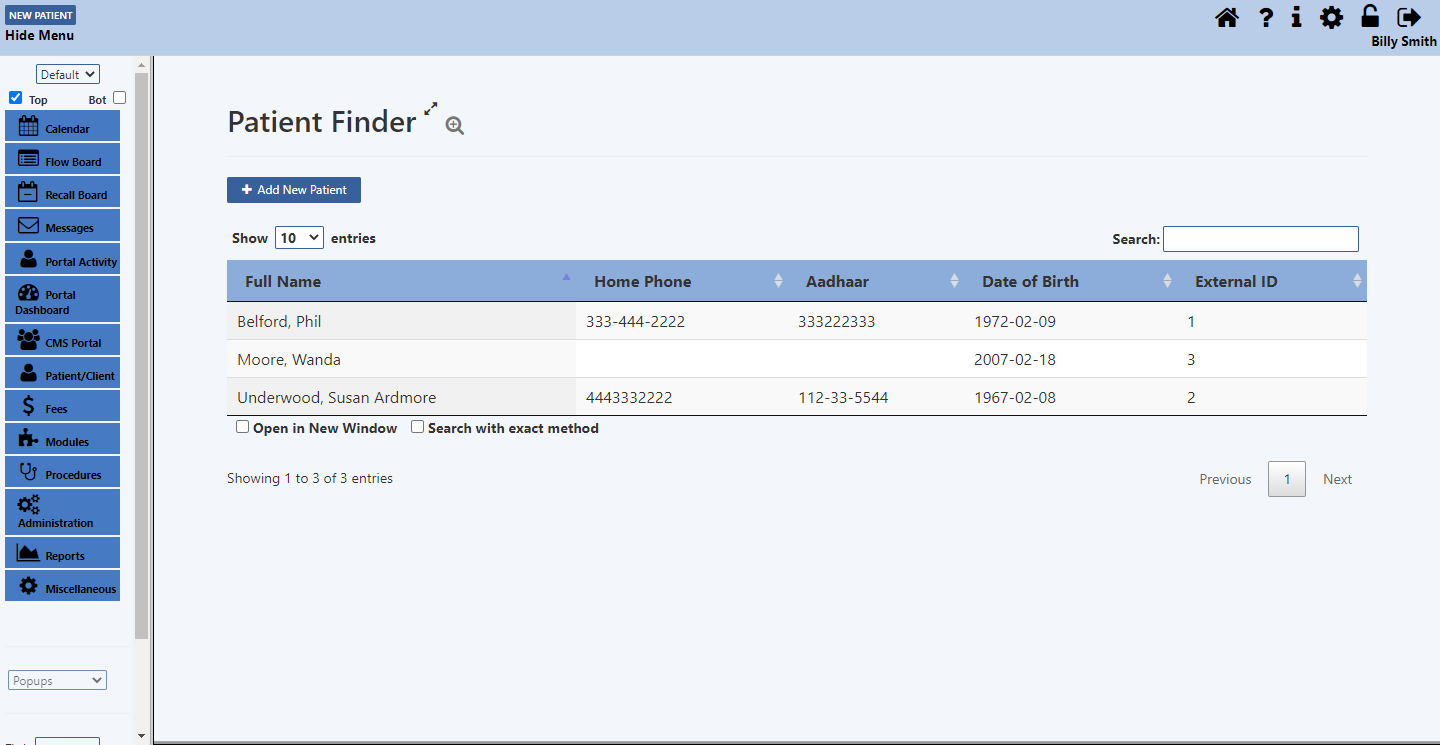 NEW PATIENT
Hide Menu
Billy Smith
Default
Top Bot
Calendar
Flow Board
Recall Board
Messages
Portal Activity
Portal
Dashboard
CMS Portal
Patient/Client
Fees
Modules
Procedures
Administration
Reports
Miscellaneous
Popups
Patient Finder
+ Add New Patient
Show 10 entries
Search:
Full Name Home Phone Aadhaar Date of Birth External ID
Belford, Phil 333-444-2222 333222333 1972-02-09 1
Moore, Wanda 2007-02-18 3
Underwood, Susan Ardmore 4443332222 112-33-5544 1967-02-08 2
Open in New Window Search with exact method
Showing 1 to 3 of 3 entries
Previous 1 Next